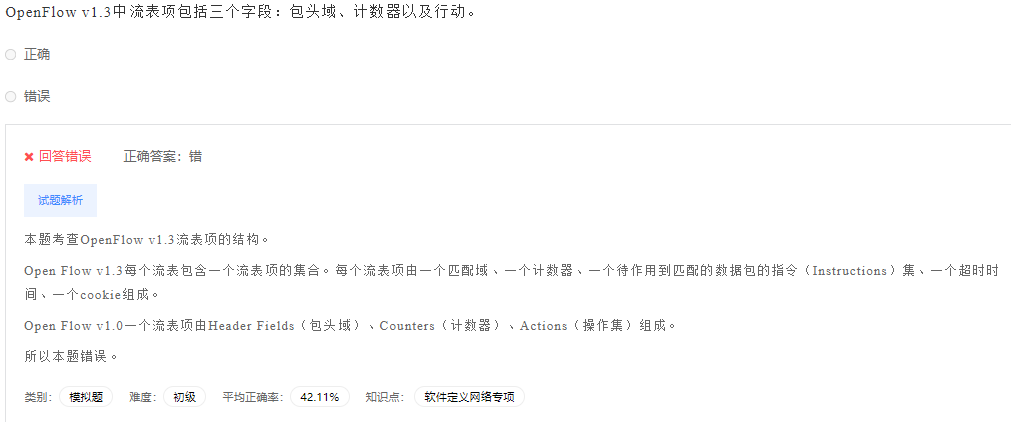 OpenFlow v1.3中流表项包括三个字段：包头域、计数器以及行动。
正确
错误
✖ 回答错误 正确答案：错
试题解析
本题考查OpenFlow v1.3流表项的结构。
Open Flow v1.3每个流表包含一个流表项的集合。每个流表项由一个匹配域、一个计数器、一个待作用到匹配的数据包的指令（Instructions）集、一个超时时
间、一个cookie组成。
Open Flow v1.0一个流表项由Header Fields（包头域）、Counters（计数器）、Actions（操作集）组成。
所以本题错误。
类别： 模拟题 难度： 初级 平均正确率： 42.11% 知识点： 软件定义网络专项